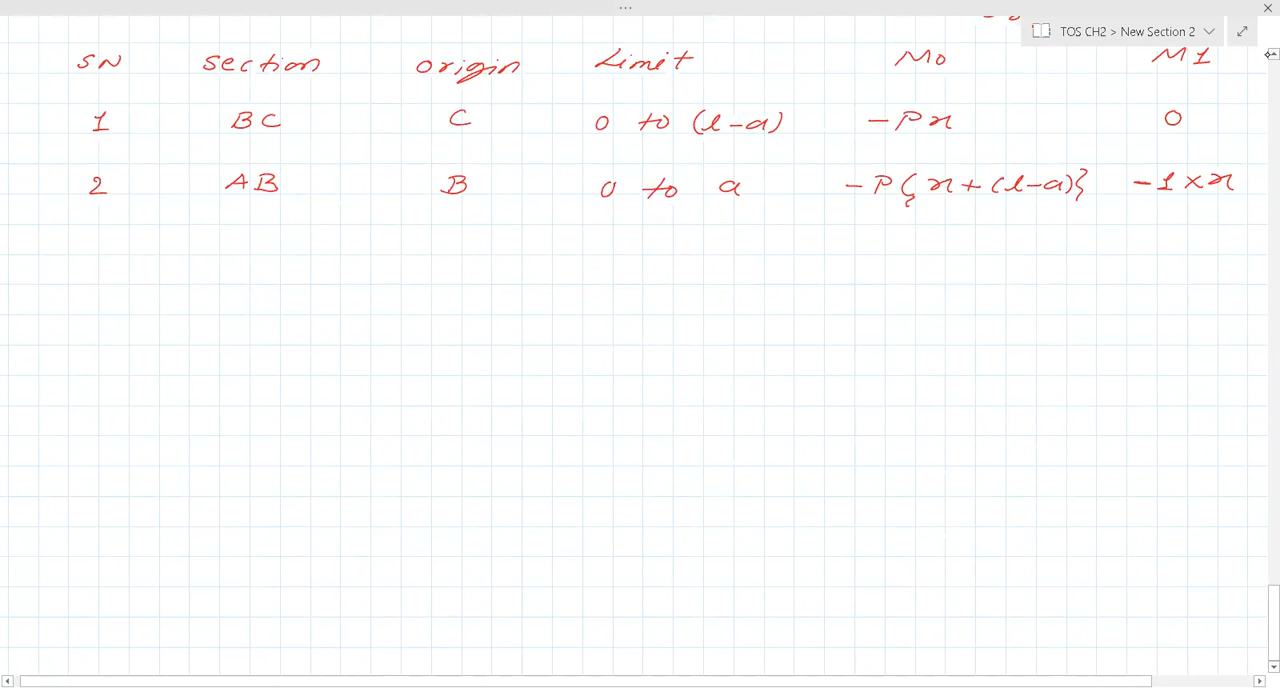 TOS CH2 > New Section 2
SN section origin Limit M0 M1
1 BC C 0 to (l-a) -Px 0
2 AB B 0 to a -P{x+(l-a)} -1×x